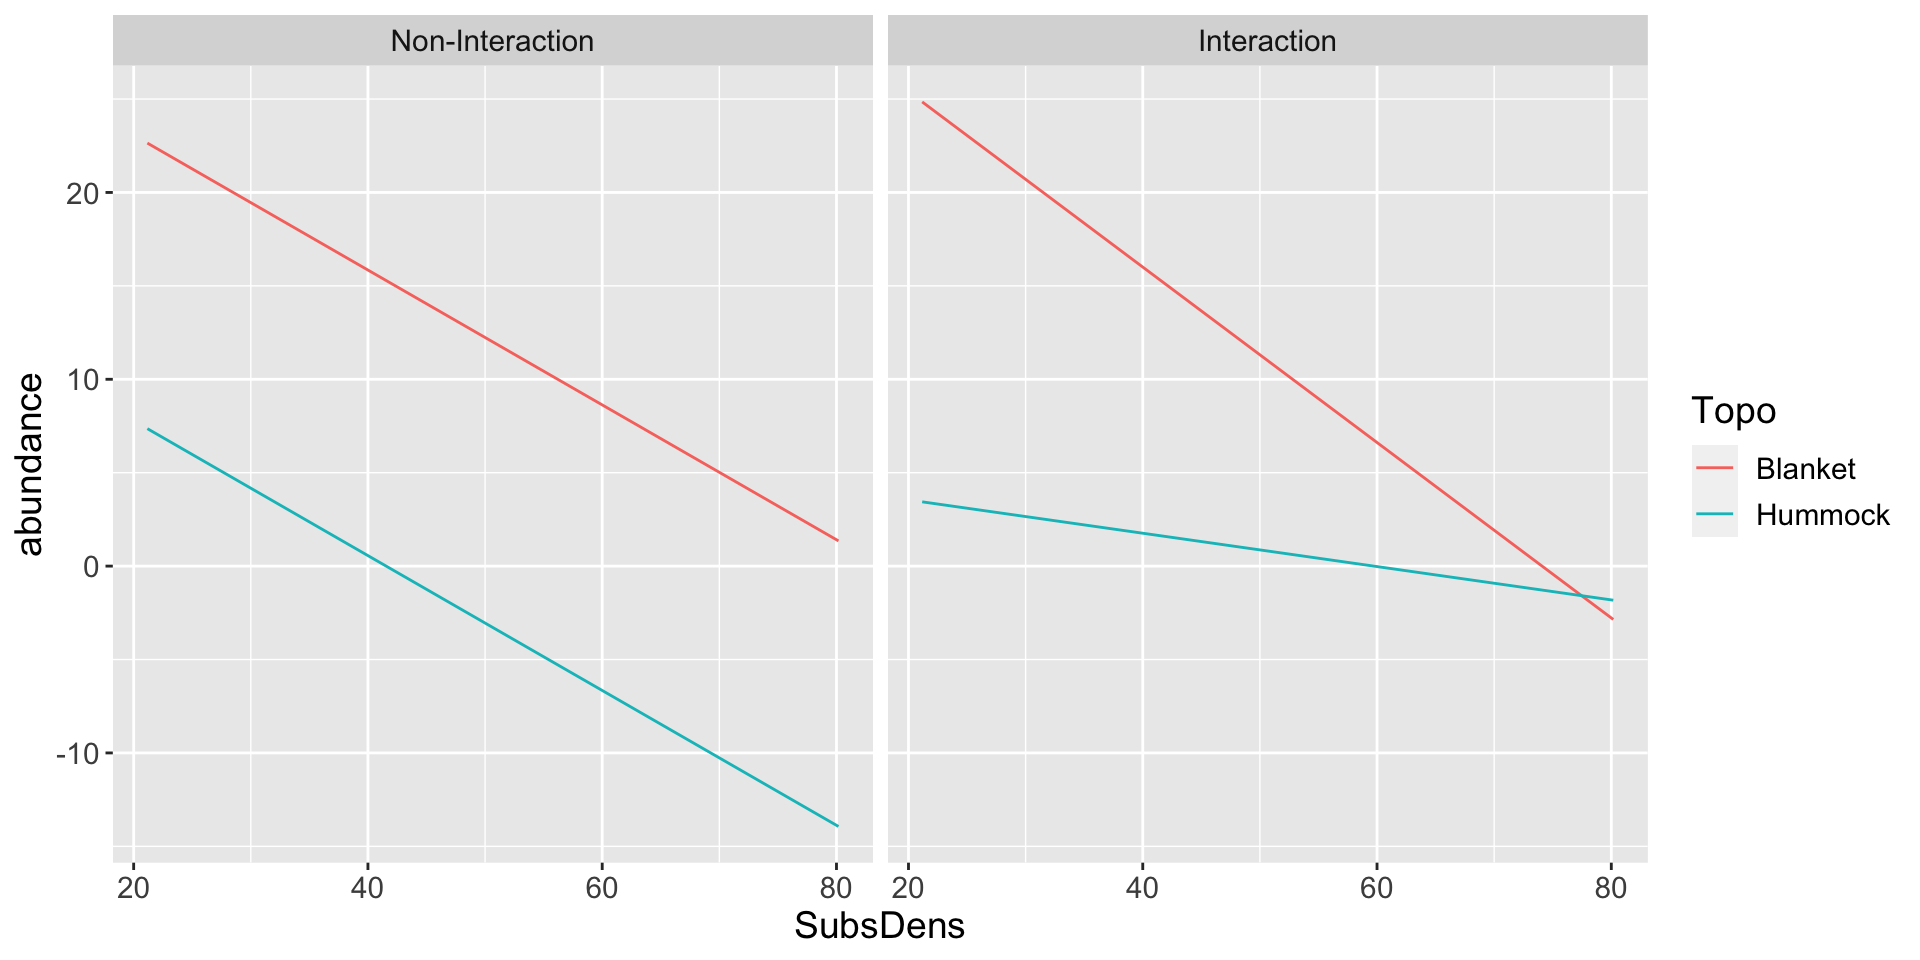 Non-Interaction
Interaction
abundance
20
10
0
-10
20 40 60 80
20 40 60 80
SubsDens
Topo
Blanket
Hummock